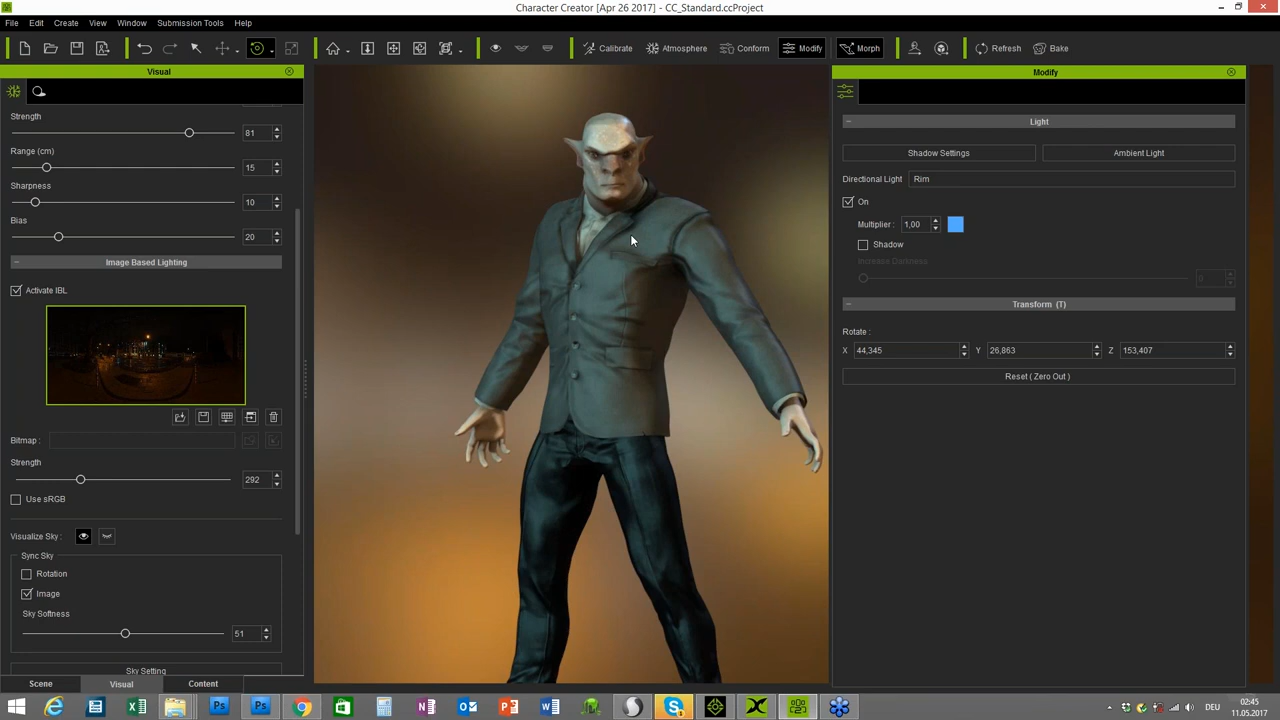 Character Creator [Apr 26 2017] - CC_Standard.ccProject
File Edit Create View Window Submission Tools Help
Calibrate Atmosphere Conform Modify Morph Refresh Bake
Visual
Strength
81
Range (cm)
15
Sharpness
10
Bias
20
Image Based Lighting
Activate IBL
Bitmap :
Strength
292
Use sRGB
Visualize Sky :
Sync Sky
Rotation
Image
Sky Softness
51
Sky Setting
Scene Visual Content
Modify
Light
Shadow Settings Ambient Light
Directional Light Rim
On
Multiplier : 1,00
Shadow
Increase Darkness
0
Transform (T)
Rotate :
X 44,345 Y 26,863 Z 153,407
Reset ( Zero Out )
DEU
02:45
11.05.2017